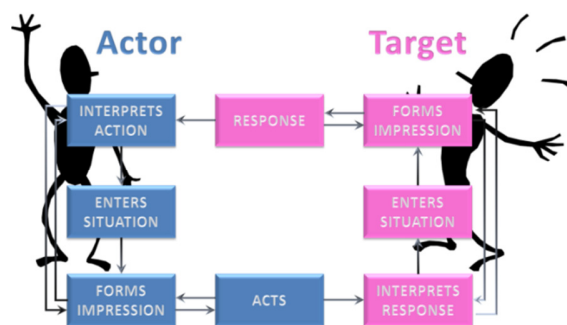 Actor
Target
INTERPRETS
ACTION
RESPONSE
FORMS
IMPRESSION
ENTERS
SITUATION
ENTERS
SITUATION
FORMS
IMPRESSION
ACTS
INTERPRETS
RESPONSE